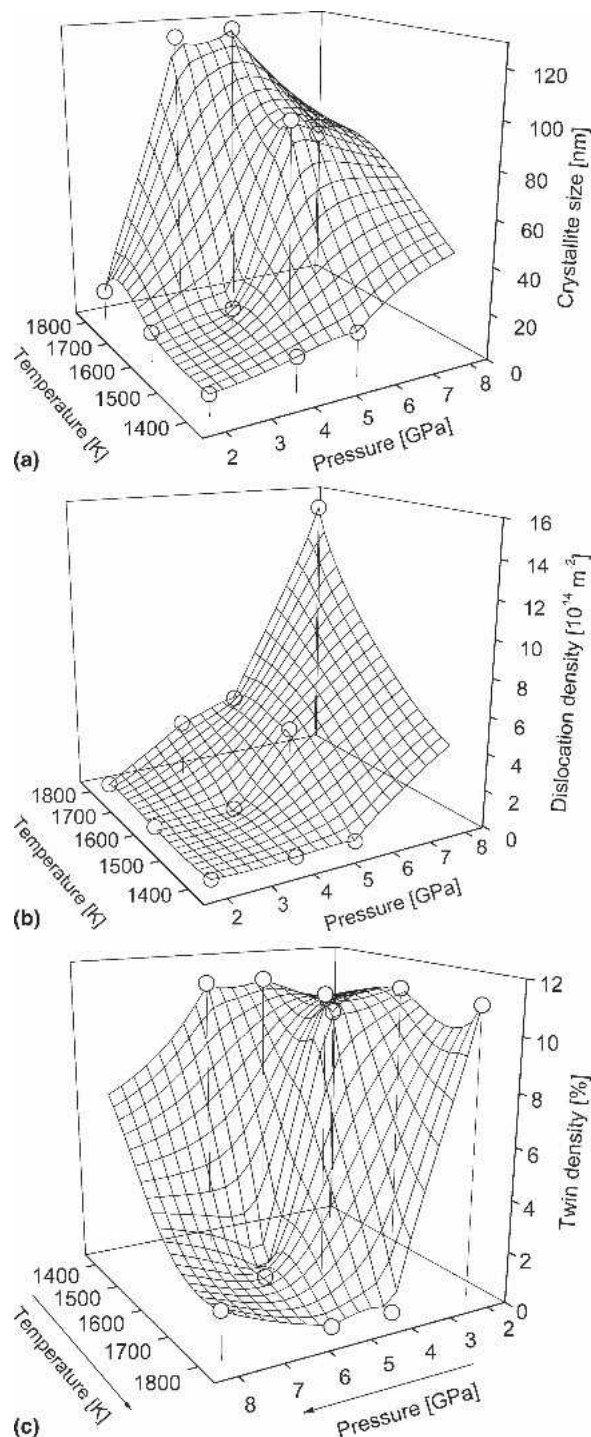 120
100
80
60
40
20
0
Crystallite size [nm]
1800
1700
1600
1500
1400
Temperature [K]
2 3 4 5 6 7 8
Pressure [GPa]
(a)
16
14
12
10
8
6
4
2
0
Dislocation density [10¹⁴ m⁻²]
1800
1700
1600
1500
1400
Temperature [K]
2 3 4 5 6 7 8
Pressure [GPa]
(b)
12
10
8
6
4
2
0
Twin density [%]
1400
1500
1600
1700
1800
Temperature [K]
8 7 6 5 4 3 2
Pressure [GPa]
(c)